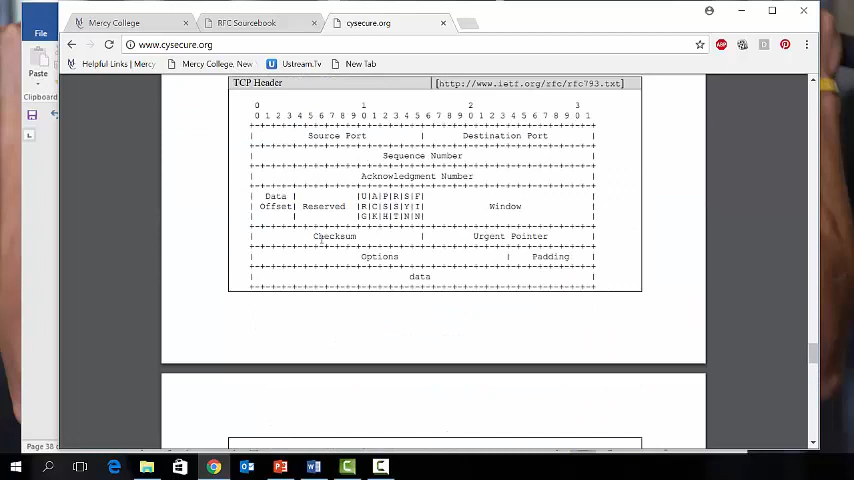 Mercy College
RFC Sourcebook
cysecure.org
www.cysecure.org
Helpful Links | Mercy
Mercy College, New
Ustream.Tv
New Tab
File
Paste
Clipboard
TCP Header [http://www.ietf.org/rfc/rfc793.txt]
0 1 2 3
0 1 2 3 4 5 6 7 8 9 0 1 2 3 4 5 6 7 8 9 0 1 2 3 4 5 6 7 8 9 0 1
+-+-+-+-+-+-+-+-+-+-+-+-+-+-+-+-+-+-+-+-+-+-+-+-+-+-+-+-+-+-+-+-+
| Source Port | Destination Port |
+-+-+-+-+-+-+-+-+-+-+-+-+-+-+-+-+-+-+-+-+-+-+-+-+-+-+-+-+-+-+-+-+
| Sequence Number |
+-+-+-+-+-+-+-+-+-+-+-+-+-+-+-+-+-+-+-+-+-+-+-+-+-+-+-+-+-+-+-+-+
| Acknowledgment Number |
+-+-+-+-+-+-+-+-+-+-+-+-+-+-+-+-+-+-+-+-+-+-+-+-+-+-+-+-+-+-+-+-+
| Data | |U|A|P|R|S|F| |
| Offset| Reserved |R|C|S|S|Y|I| Window |
| | |G|K|H|T|N|N| |
+-+-+-+-+-+-+-+-+-+-+-+-+-+-+-+-+-+-+-+-+-+-+-+-+-+-+-+-+-+-+-+-+
| Checksum | Urgent Pointer |
+-+-+-+-+-+-+-+-+-+-+-+-+-+-+-+-+-+-+-+-+-+-+-+-+-+-+-+-+-+-+-+-+
| Options | Padding |
+-+-+-+-+-+-+-+-+-+-+-+-+-+-+-+-+-+-+-+-+-+-+-+-+-+-+-+-+-+-+-+-+
| data |
+-+-+-+-+-+-+-+-+-+-+-+-+-+-+-+-+-+-+-+-+-+-+-+-+-+-+-+-+-+-+-+-+
Page 38